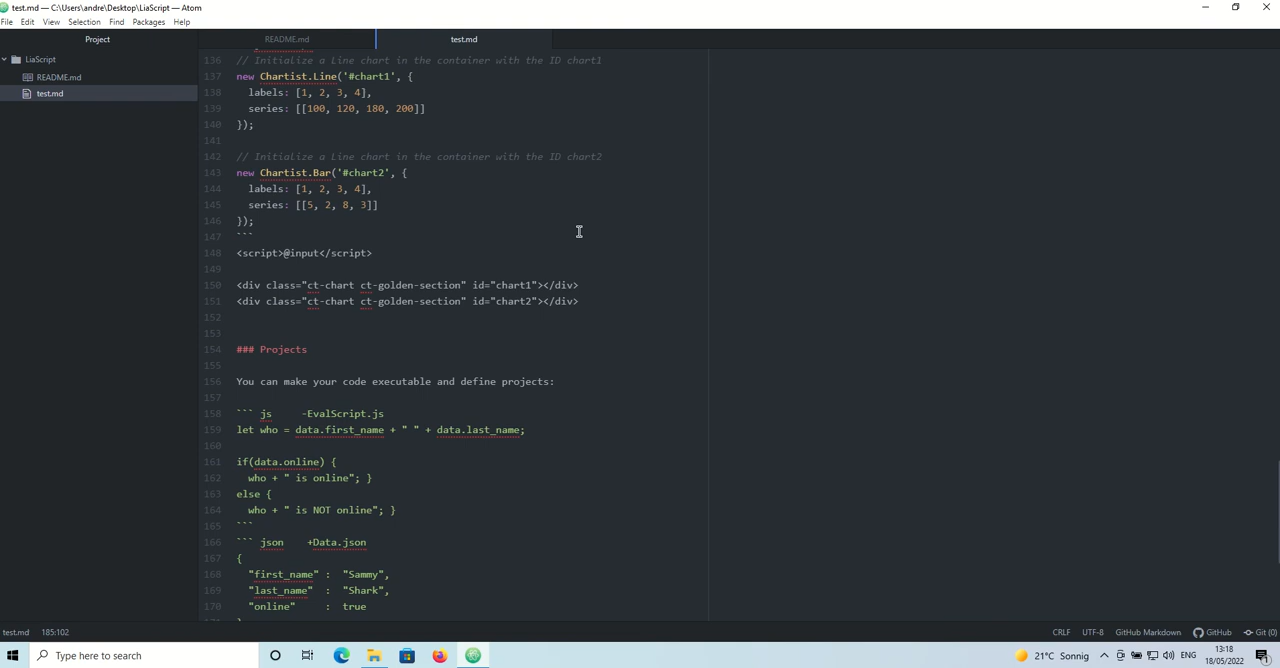 test.md — C:\Users\andre\Desktop\LiaScript — Atom
File Edit View Selection Find Packages Help
Project README.md test.md
LiaScript
README.md
test.md
136 // Initialize a Line chart in the container with the ID chart1
137 new Chartist.Line('#chart1', {
138 labels: [1, 2, 3, 4],
139 series: [[100, 120, 180, 200]]
140 });
141
142 // Initialize a Line chart in the container with the ID chart2
143 new Chartist.Bar('#chart2', {
144 labels: [1, 2, 3, 4],
145 series: [[5, 2, 8, 3]]
146 });
147 ```
148 <script>@input</script>
149
150 <div class="ct-chart ct-golden-section" id="chart1"></div>
151 <div class="ct-chart ct-golden-section" id="chart2"></div>
152
153
154 ### Projects
155
156 You can make your code executable and define projects:
157
158 ``` js -EvalScript.js
159 let who = data.first_name + " " + data.last_name;
160
161 if(data.online) {
162 who + " is online"; }
163 else {
164 who + " is NOT online"; }
165 ```
166 ``` json +Data.json
167 {
168 "first_name" : "Sammy",
169 "last_name" : "Shark",
170 "online" : true
test.md 185:102 CRLF UTF-8 GitHub Markdown GitHub Git (0)
Type here to search 21°C Sonnig ENG 13:18
18/05/2022